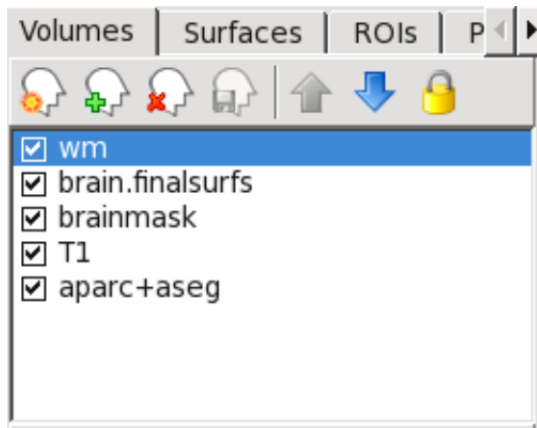 Volumes Surfaces ROIs P
wm
brain.finalsurfs
brainmask
T1
aparc+aseg